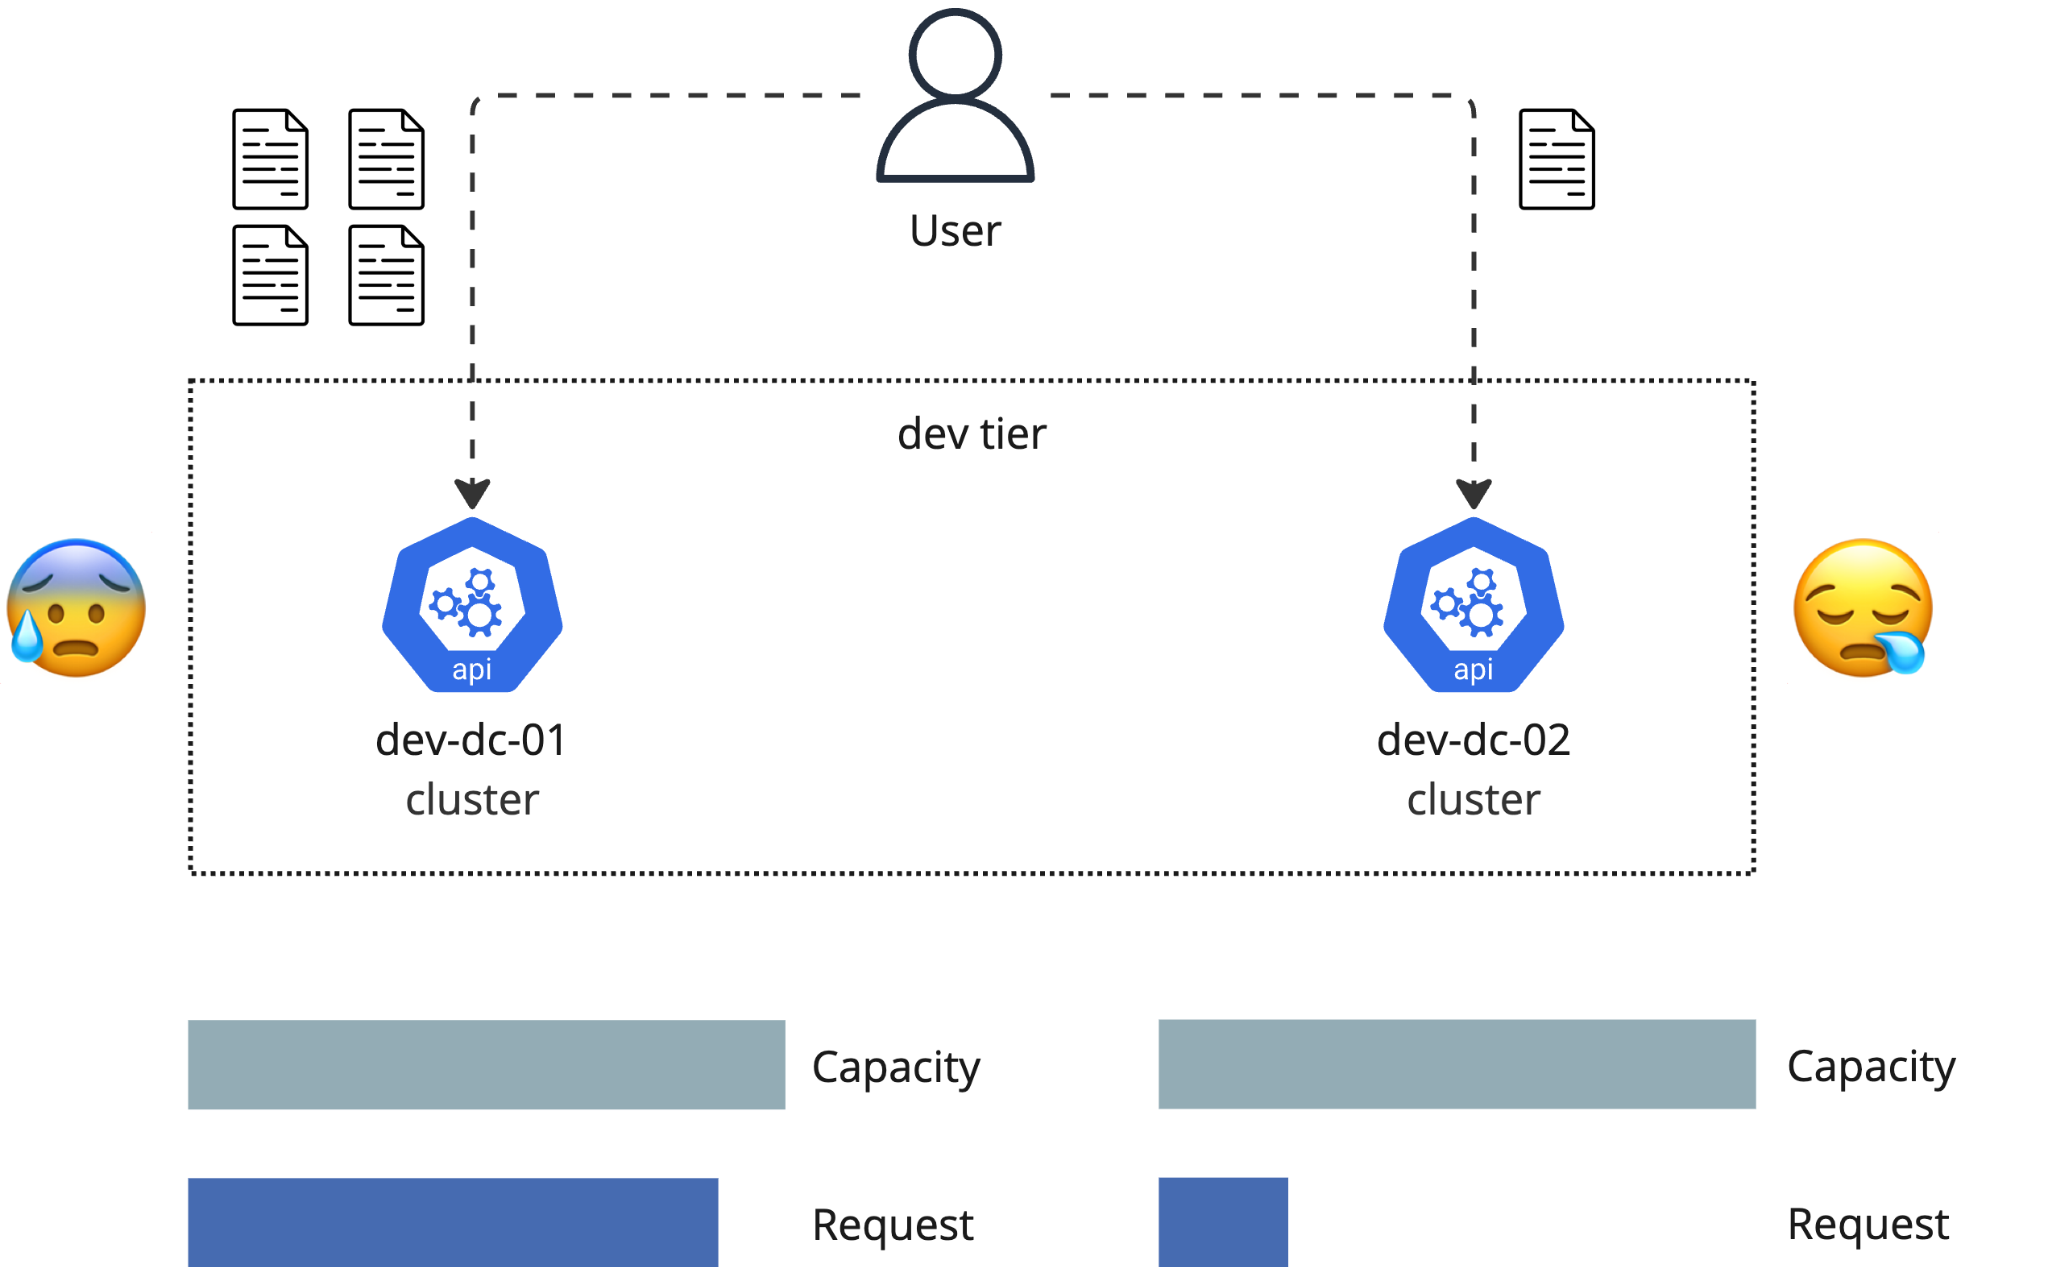 User
dev tier
api
api
dev-dc-01
cluster
dev-dc-02
cluster
Capacity
Capacity
Request
Request